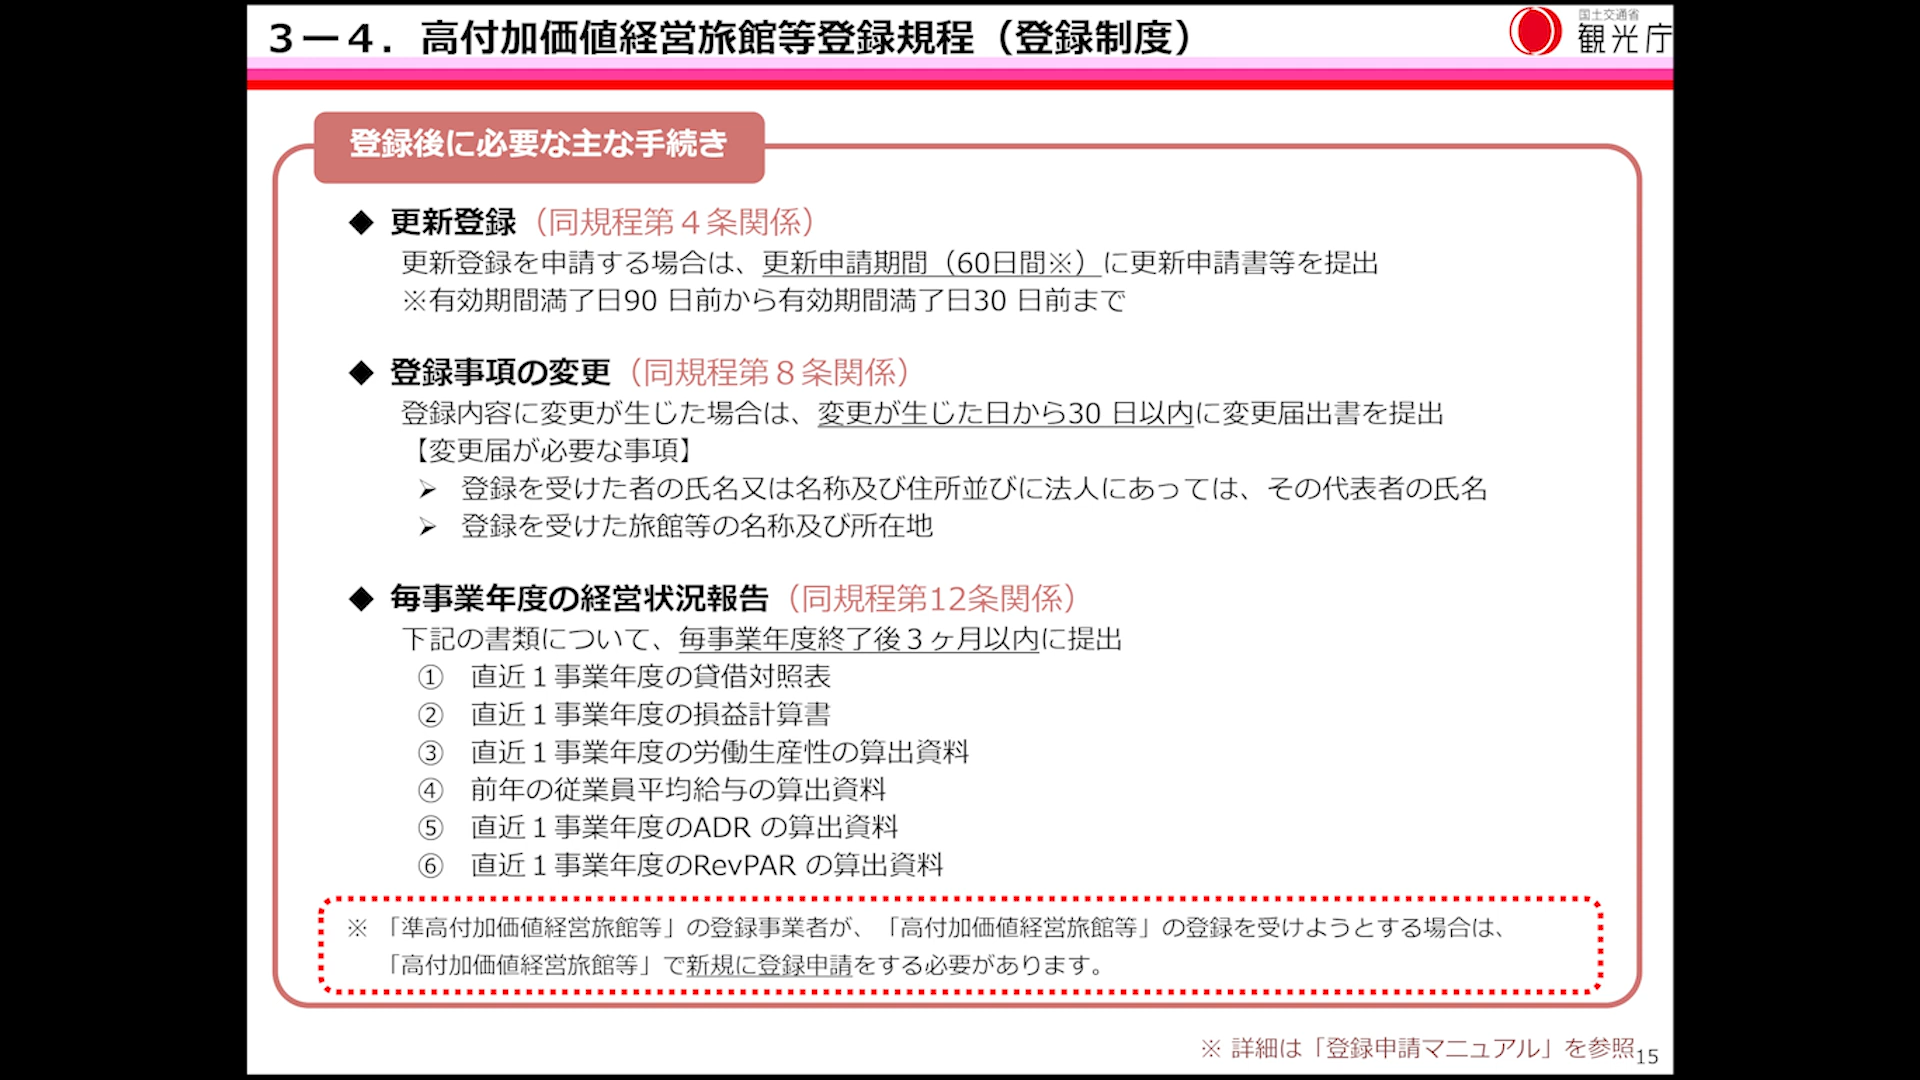 ３－４．高付加価値経営旅館等登録規程（登録制度）
国土交通省
観光庁
登録後に必要な主な手続き
◆ 更新登録（同規程第４条関係）
更新登録を申請する場合は、更新申請期間（60日間※）に更新申請書等を提出
※有効期間満了日90 日前から有効期間満了日30 日前まで
◆ 登録事項の変更（同規程第８条関係）
登録内容に変更が生じた場合は、変更が生じた日から30 日以内に変更届出書を提出
【変更届が必要な事項】
➢ 登録を受けた者の氏名又は名称及び住所並びに法人にあっては、その代表者の氏名
➢ 登録を受けた旅館等の名称及び所在地
◆ 毎事業年度の経営状況報告（同規程第12条関係）
下記の書類について、毎事業年度終了後３ヶ月以内に提出
① 直近１事業年度の貸借対照表
② 直近１事業年度の損益計算書
③ 直近１事業年度の労働生産性の算出資料
④ 前年の従業員平均給与の算出資料
⑤ 直近１事業年度のADR の算出資料
⑥ 直近１事業年度のRevPAR の算出資料
※ 「準高付加価値経営旅館等」の登録事業者が、「高付加価値経営旅館等」の登録を受けようとする場合は、
「高付加価値経営旅館等」で新規に登録申請をする必要があります。
※ 詳細は「登録申請マニュアル」を参照
15